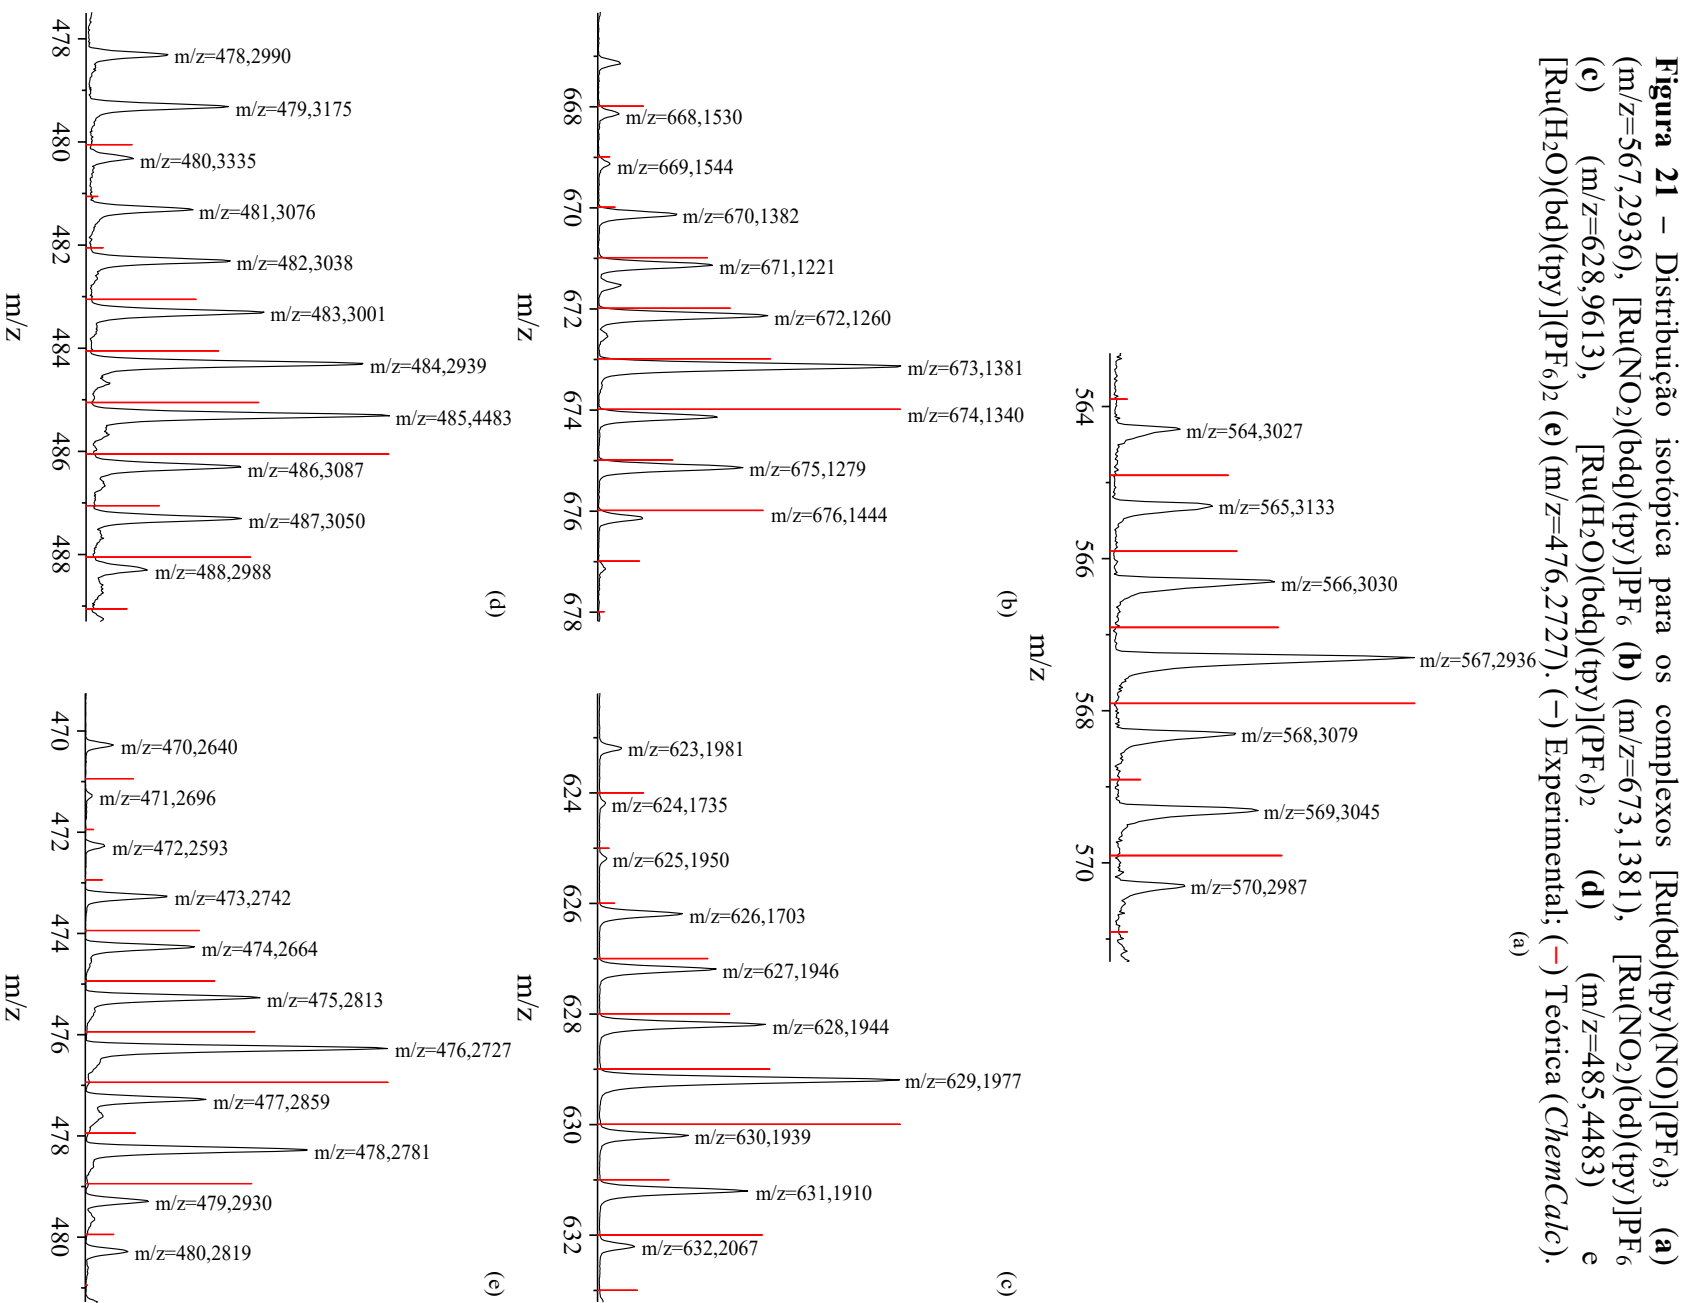 Figura 21 – Distribuição isotópica para os complexos [Ru(bd)(tpy)(NO)](PF₆)₃ (a)
(m/z=567,2936), [Ru(NO₂)(bdq)(tpy)]PF₆ (b) (m/z=673,1381), [Ru(NO₂)(bd)(tpy)]PF₆
(c) (m/z=628,9613), [Ru(H₂O)(bdq)(tpy)](PF₆)₂ (d) (m/z=485,4483) e
[Ru(H₂O)(bd)(tpy)](PF₆)₂ (e) (m/z=476,2727). (−) Experimental; (−) Teórica (ChemCalc).
m/z=564,3027
m/z=565,3133
m/z=566,3030
m/z=567,2936
m/z=568,3079
m/z=569,3045
m/z=570,2987
564 566 568 570
m/z
(a)
m/z=668,1530
m/z=669,1544
m/z=670,1382
m/z=671,1221
m/z=672,1260
m/z=673,1381
m/z=674,1340
m/z=675,1279
m/z=676,1444
668 670 672 674 676 678
m/z
(b)
m/z=623,1981
m/z=624,1735
m/z=625,1950
m/z=626,1703
m/z=627,1946
m/z=628,1944
m/z=629,1977
m/z=630,1939
m/z=631,1910
m/z=632,2067
624 626 628 630 632
m/z
(c)
m/z=478,2990
m/z=479,3175
m/z=480,3335
m/z=481,3076
m/z=482,3038
m/z=483,3001
m/z=484,2939
m/z=485,4483
m/z=486,3087
m/z=487,3050
m/z=488,2988
478 480 482 484 486 488
m/z
(d)
m/z=470,2640
m/z=471,2696
m/z=472,2593
m/z=473,2742
m/z=474,2664
m/z=475,2813
m/z=476,2727
m/z=477,2859
m/z=478,2781
m/z=479,2930
m/z=480,2819
470 472 474 476 478 480
m/z
(e)